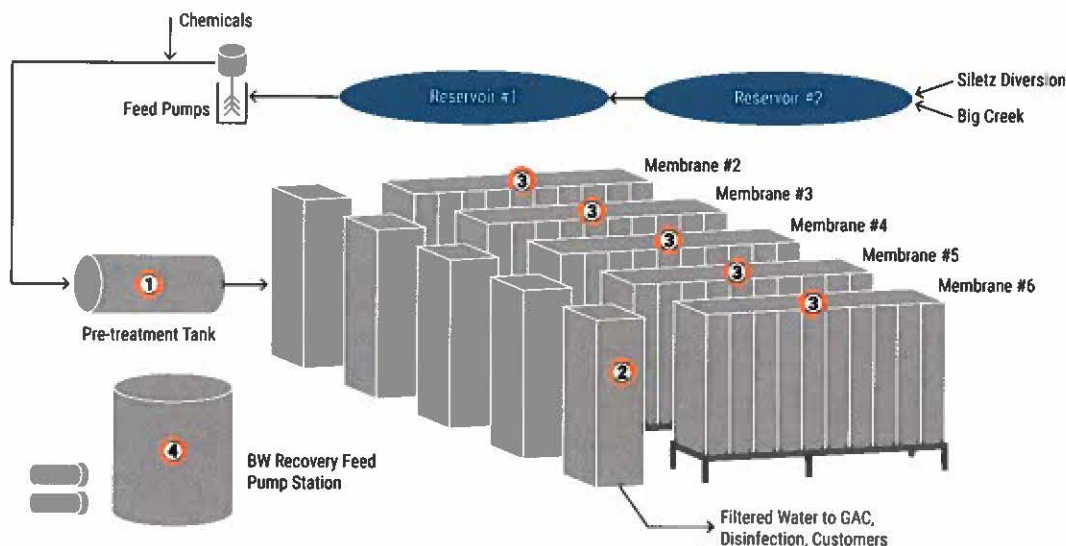 Chemicals
Feed Pumps
Reservoir #1
Reservoir #2
Siletz Diversion
Big Creek
Membrane #2
Membrane #3
Membrane #4
Membrane #5
Membrane #6
3
3
3
3
3
1
Pre-treatment Tank
2
4
BW Recovery Feed
Pump Station
Filtered Water to GAC,
Disinfection, Customers